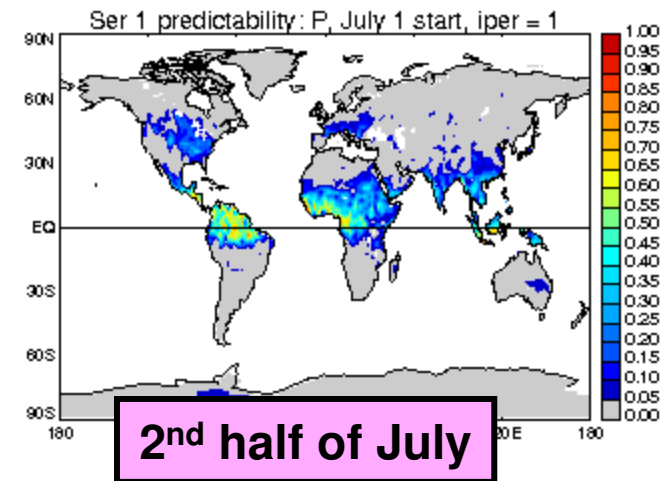 Ser 1 predictability: P, July 1 start, iper = 1
90N
60N
30N
EQ
30S
60S
90S
180
20E
180
1.00
0.95
0.90
0.85
0.80
0.75
0.70
0.65
0.60
0.55
0.50
0.45
0.40
0.35
0.30
0.25
0.20
0.15
0.10
0.05
0.00
2nd half of July